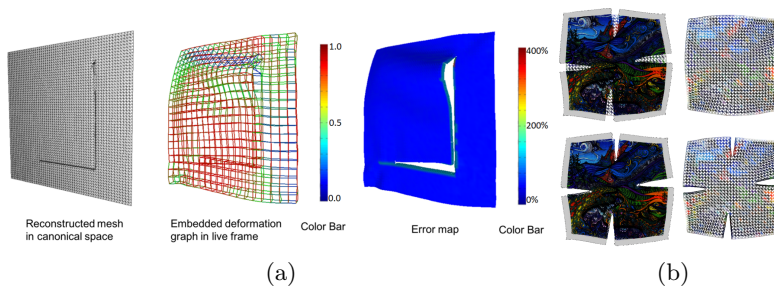 1.0
0.5
0.0
400%
200%
0%
Reconstructed mesh
in canonical space
Embedded deformation
graph in live frame
Color Bar
Error map
Color Bar
(a)
(b)